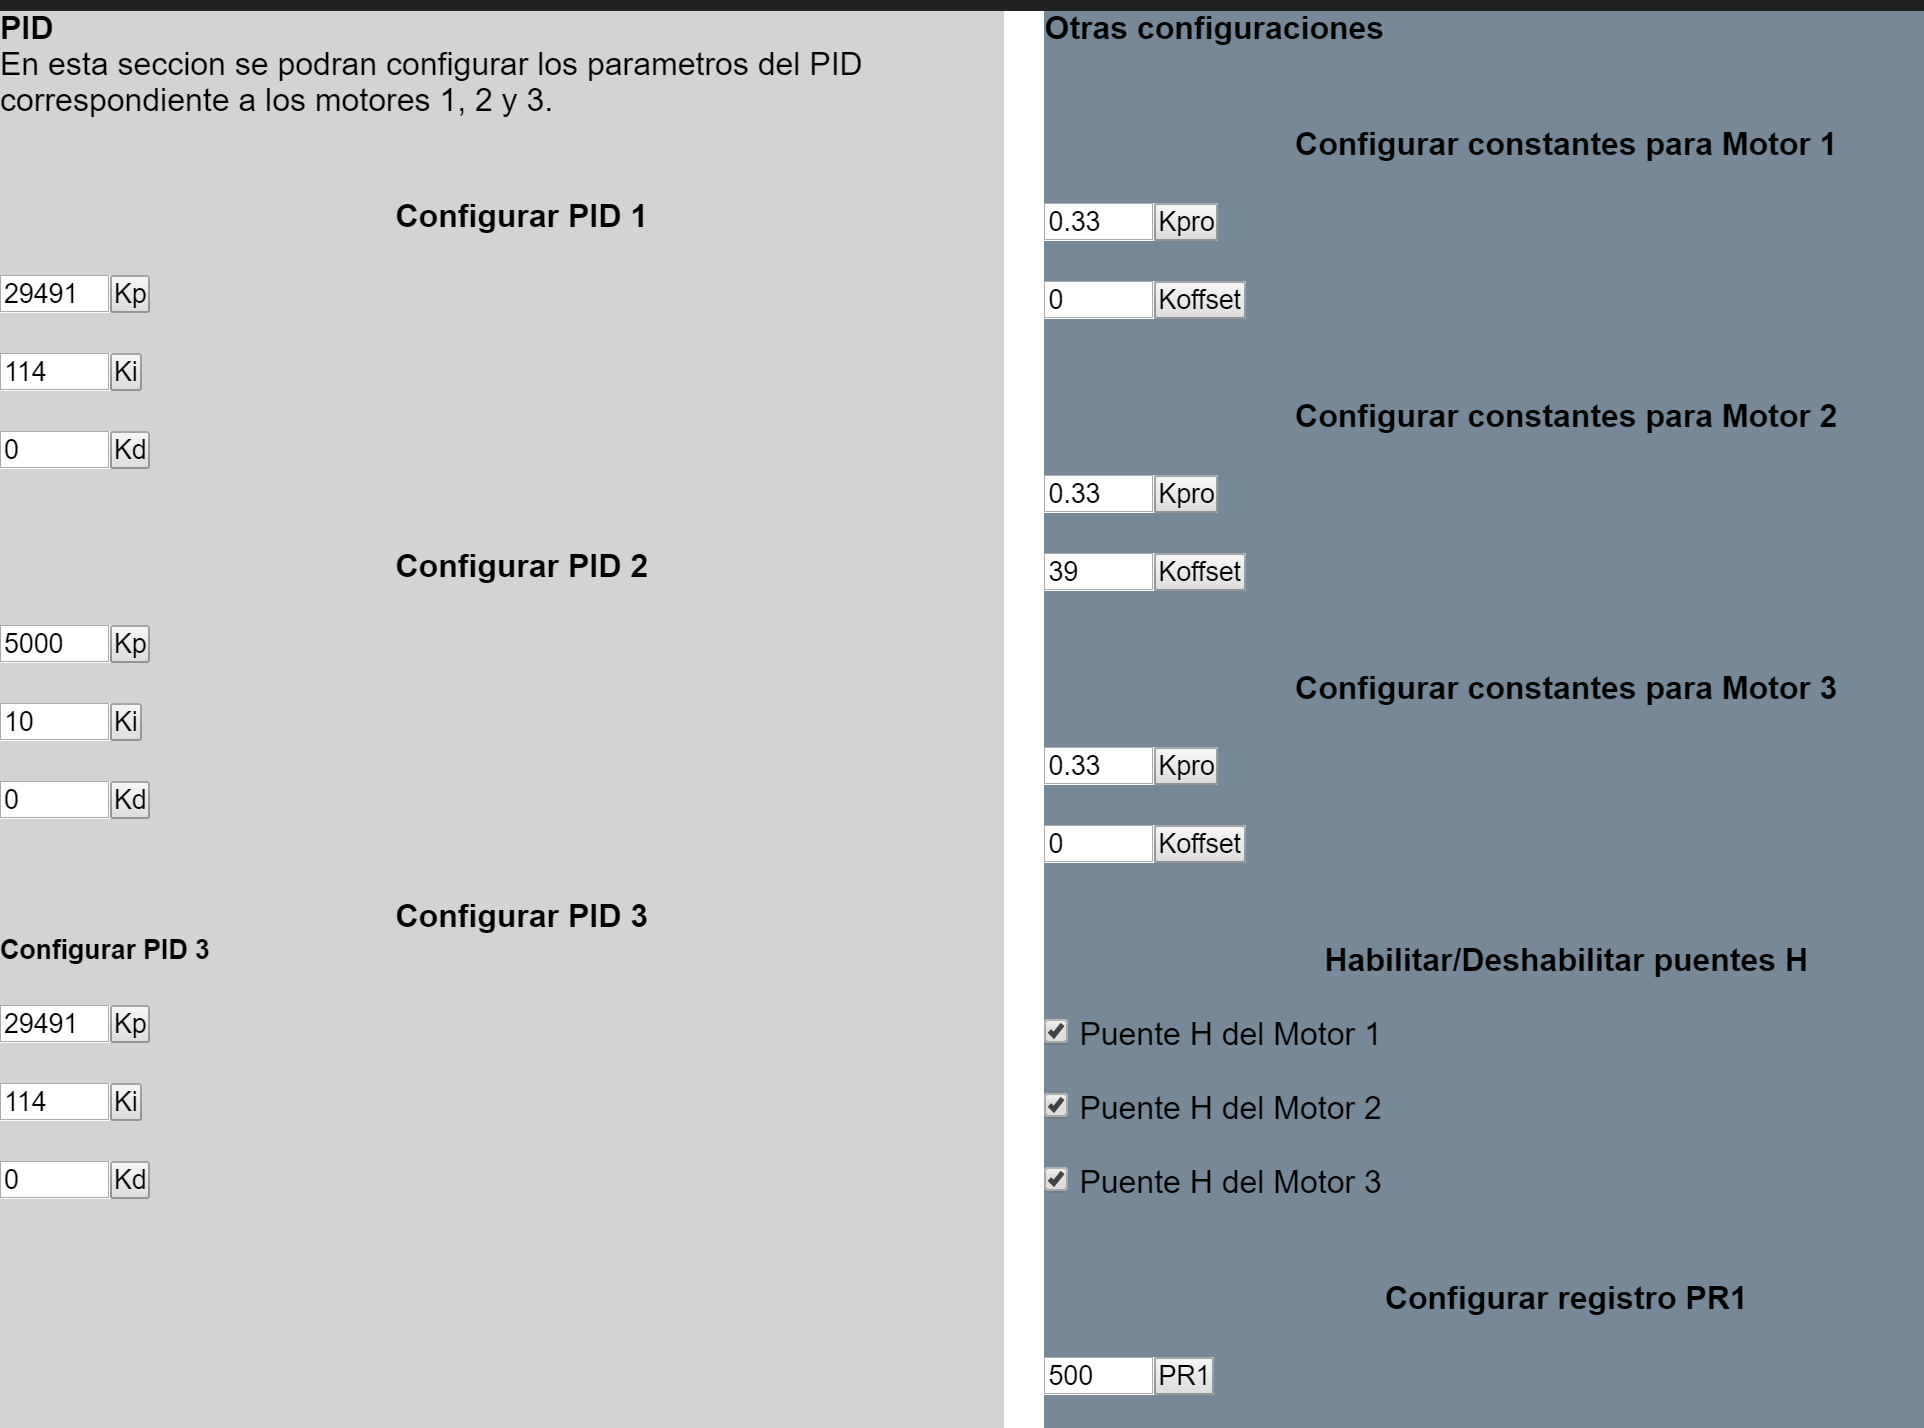 PID
En esta seccion se podran configurar los parametros del PID
correspondiente a los motores 1, 2 y 3.
Configurar PID 1
29491 Kp
114 Ki
0 Kd
Configurar PID 2
5000 Kp
10 Ki
0 Kd
Configurar PID 3
Configurar PID 3
29491 Kp
114 Ki
0 Kd
Otras configuraciones
Configurar constantes para Motor 1
0.33 Kpro
0 Koffset
Configurar constantes para Motor 2
0.33 Kpro
39 Koffset
Configurar constantes para Motor 3
0.33 Kpro
0 Koffset
Habilitar/Deshabilitar puentes H
Puente H del Motor 1
Puente H del Motor 2
Puente H del Motor 3
Configurar registro PR1
500 PR1